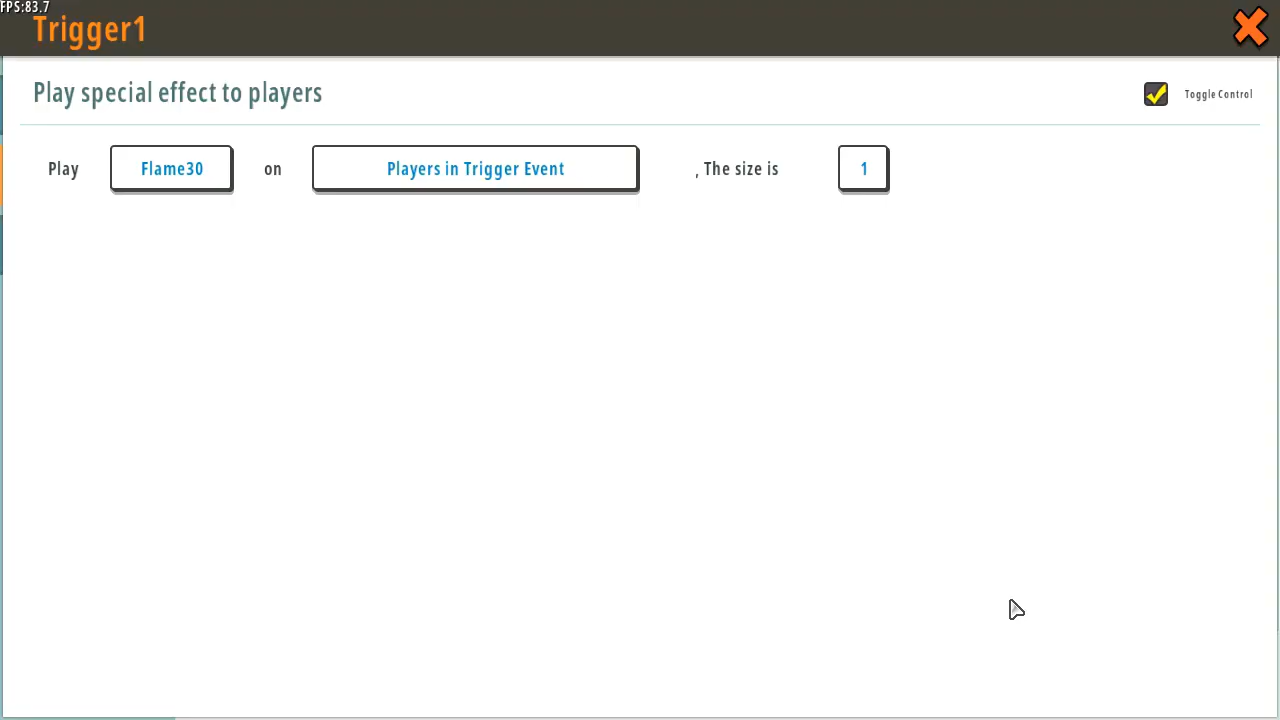 FPS:83.7
Trigger1
Play special effect to players
Toggle Control
Play Flame30 on Players in Trigger Event , The size is 1